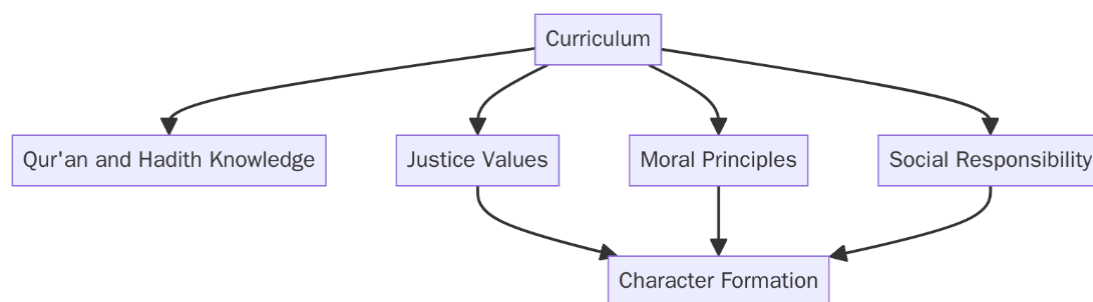 Curriculum
Qur'an and Hadith Knowledge
Justice Values
Moral Principles
Social Responsibility
Character Formation